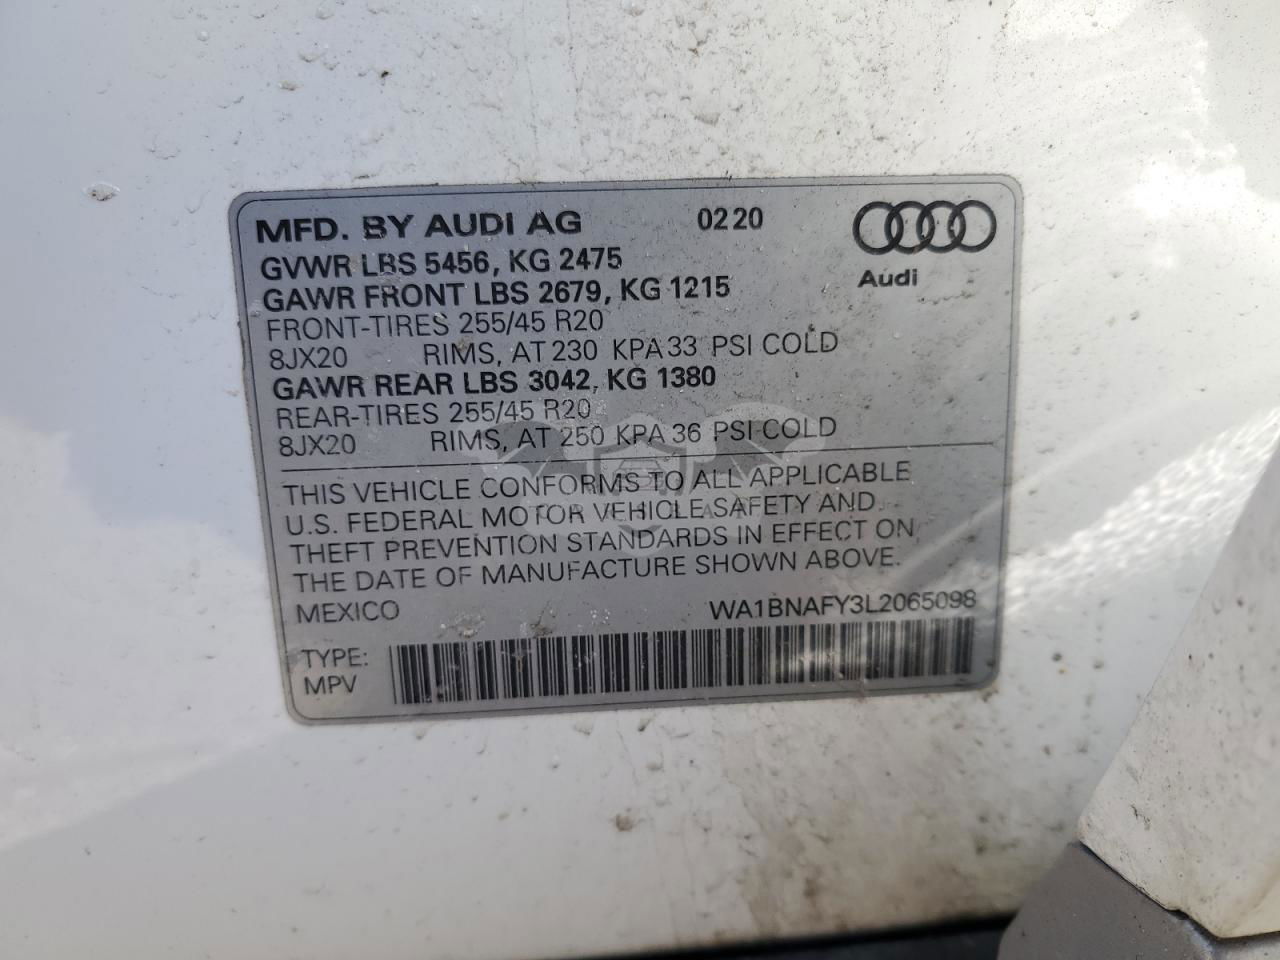 MFD. BY AUDI AG 0220
Audi
GVWR LBS 5456, KG 2475
GAWR FRONT LBS 2679, KG 1215
FRONT-TIRES 255/45 R20
8JX20 RIMS, AT 230 KPA 33 PSI COLD
GAWR REAR LBS 3042, KG 1380
REAR-TIRES 255/45 R20
8JX20 RIMS, AT 250 KPA 36 PSI COLD
THIS VEHICLE CONFORMS TO ALL APPLICABLE
U.S. FEDERAL MOTOR VEHICLE SAFETY AND
THEFT PREVENTION STANDARDS IN EFFECT ON
THE DATE OF MANUFACTURE SHOWN ABOVE.
MEXICO WA1BNAFY3L2065098
TYPE:
MPV